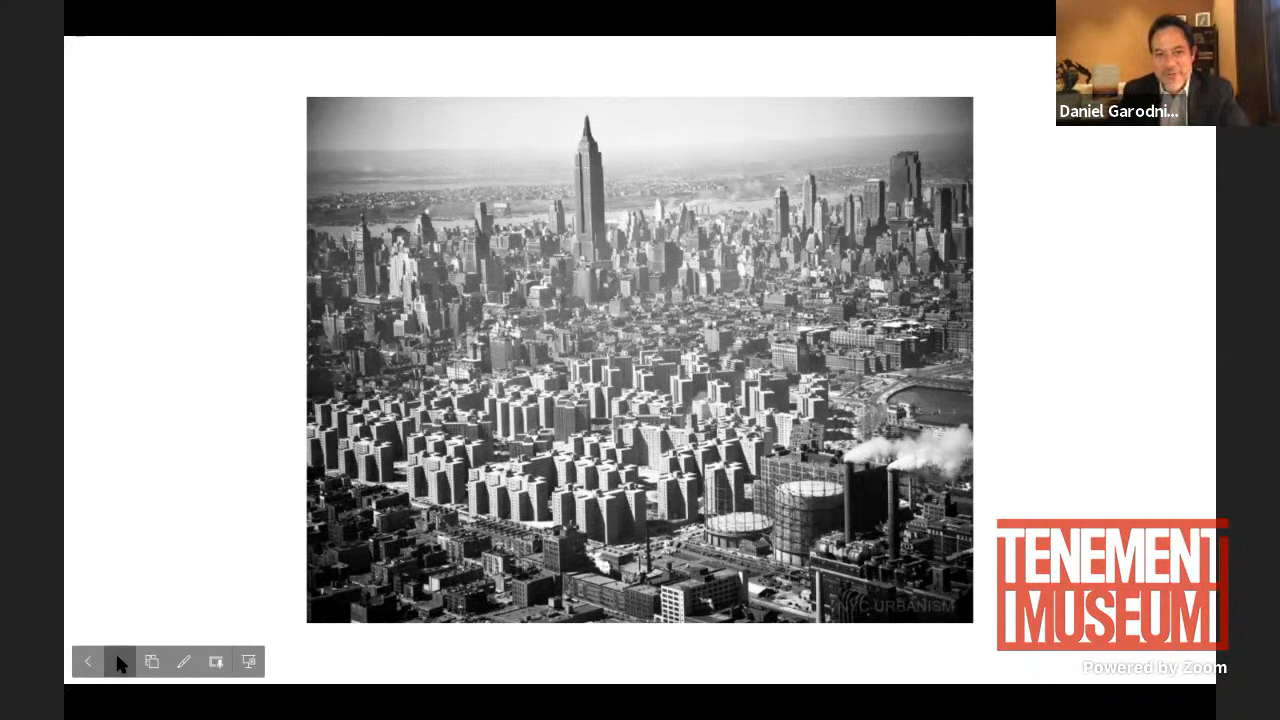 Daniel Garodni...
NYC URBANISM
TENEMENT
MUSEUM
Powered by Zoom